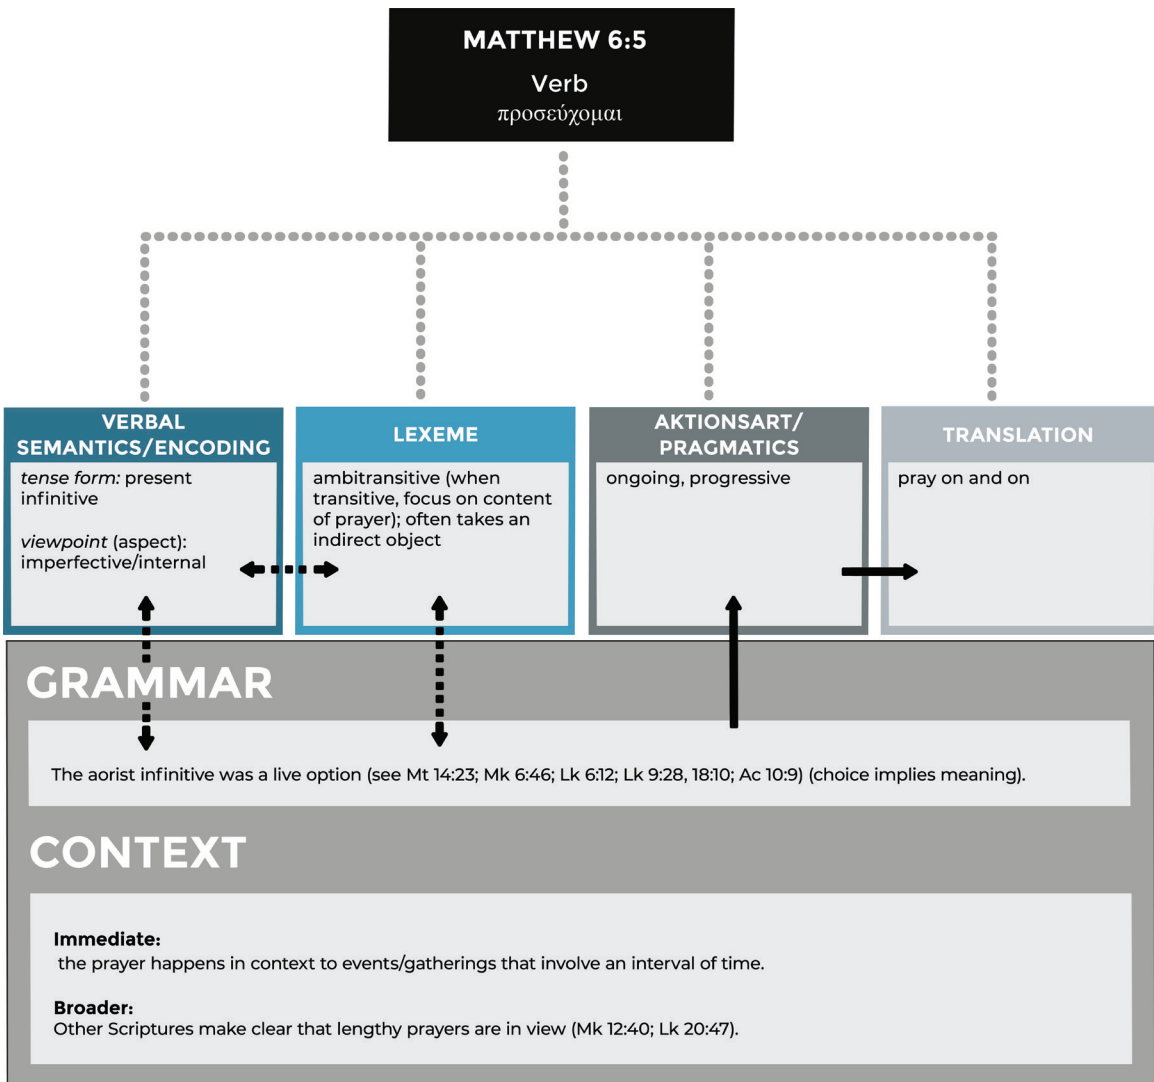 MATTHEW 6:5
Verb
προσεύχομαι
VERBAL
SEMANTICS/ENCODING
tense form: present
infinitive
viewpoint (aspect):
imperfective/internal
LEXEME
ambitransitive (when
transitive, focus on content
of prayer); often takes an
indirect object
AKTIONSART/
PRAGMATICS
ongoing, progressive
TRANSLATION
pray on and on
GRAMMAR
The aorist infinitive was a live option (see Mt 14:23; Mk 6:46; Lk 6:12; Lk 9:28, 18:10; Ac 10:9) (choice implies meaning).
CONTEXT
Immediate:
the prayer happens in context to events/gatherings that involve an interval of time.
Broader:
Other Scriptures make clear that lengthy prayers are in view (Mk 12:40; Lk 20:47).